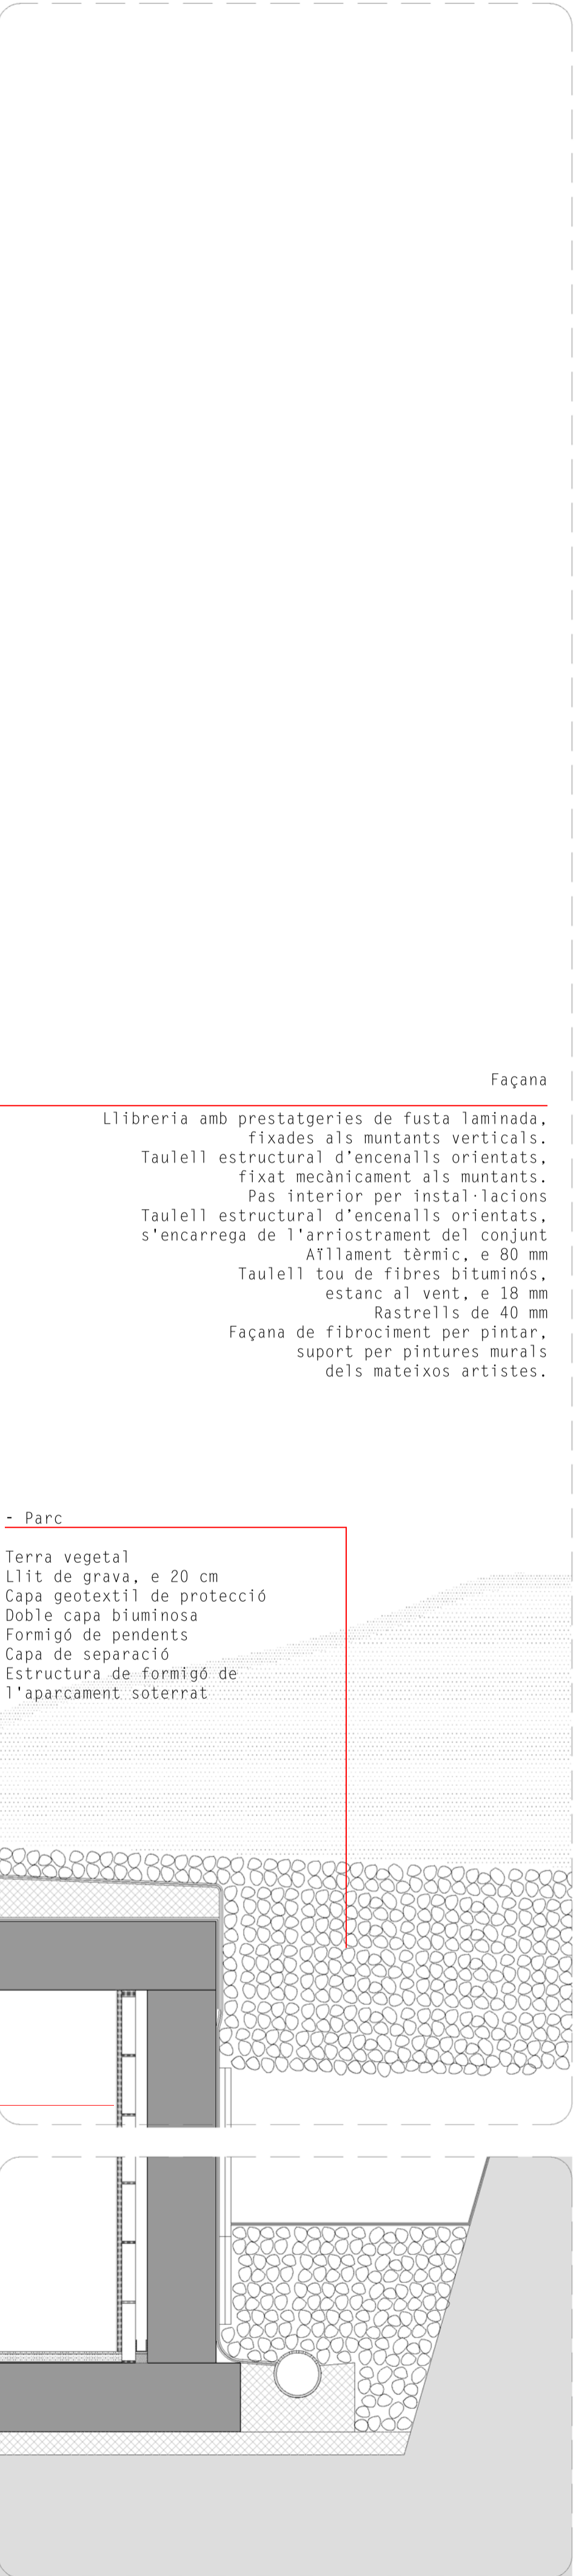 Façana
Llibreria amb prestatgeries de fusta laminada,
fixades als muntants verticals.
Taulell estructural d’encenalls orientats,
fixat mecànicament als muntants.
Pas interior per instal·lacions
Taulell estructural d’encenalls orientats,
s'encarrega de l'arriostrament del conjunt
Aïllament tèrmic, e 80 mm
Taulell tou de fibres bituminós,
estanc al vent, e 18 mm
Rastrells de 40 mm
Façana de fibrociment per pintar,
suport per pintures murals
dels mateixos artistes.
- Parc
Terra vegetal
Llit de grava, e 20 cm
Capa geotextil de protecció
Doble capa biuminosa
Formigó de pendents
Capa de separació
Estructura de formigó de
l'aparcament soterrat